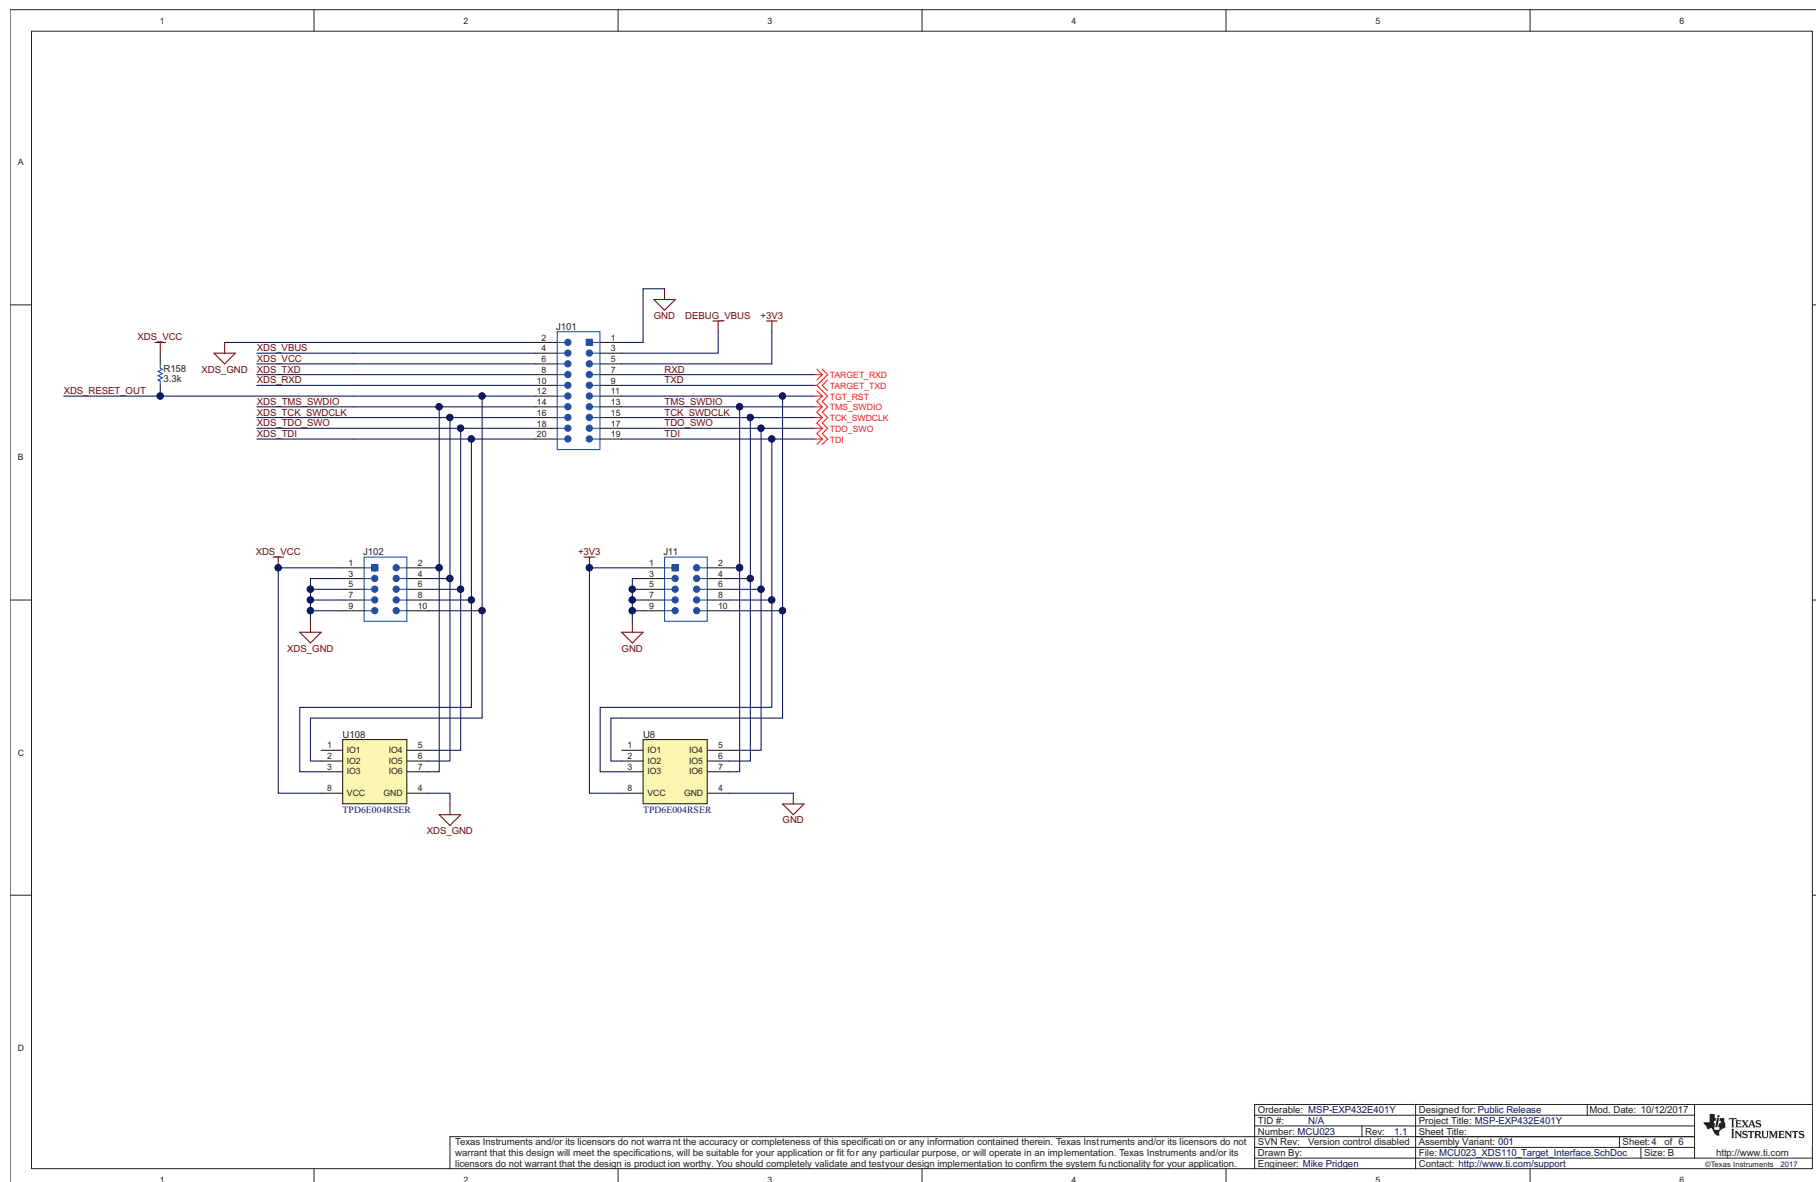 1 2 3 4 5 6
A
GND DEBUG_VBUS +3V3
J101
XDS_VCC
2 1
XDS_VBUS 4 3
XDS_VCC 6 5
R158 XDS_GND XDS_TXD 8 7 RXD TARGET_RXD
3.3k XDS_RXD 10 9 TXD TARGET_TXD
XDS_RESET_OUT 12 11 TGT_RST
XDS_TMS_SWDIO 14 13 TMS_SWDIO TMS_SWDIO
XDS_TCK_SWDCLK 16 15 TCK_SWDCLK TCK_SWDCLK
XDS_TDO_SWO 18 17 TDO_SWO TDO_SWO
XDS_TDI 20 19 TDI TDI
B
XDS_VCC J102 +3V3 J11
1 2 1 2
3 4 3 4
5 6 5 6
7 8 7 8
9 10 9 10
XDS_GND GND
U108 U8
1 IO1 IO4 5 1 IO1 IO4 5
2 IO2 IO5 6 2 IO2 IO5 6
3 IO3 IO6 7 3 IO3 IO6 7
C
8 VCC GND 4 8 VCC GND 4
TPD6E004RSER TPD6E004RSER
XDS_GND GND
D
Orderable: MSP-EXP432E401Y Designed for: Public Release Mod. Date: 10/12/2017
TID #: N/A Project Title: MSP-EXP432E401Y
Number: MCU023 Rev: 1.1 Sheet Title:
SVN Rev: Version control disabled Assembly Variant: 001 Sheet: 4 of 6
Drawn By: File: MCU023_XDS110_Target_Interface.SchDoc Size: B
Engineer: Mike Pridgen Contact: http://www.ti.com/support
TEXAS
INSTRUMENTS
http://www.ti.com
©Texas Instruments 2017
Texas Instruments and/or its licensors do not warrant the accuracy or completeness of this specification or any information contained therein. Texas Instruments and/or its licensors do not
warrant that this design will meet the specifications, will be suitable for your application or fit for any particular purpose, or will operate in an implementation. Texas Instruments and/or its
licensors do not warrant that the design is production worthy. You should completely validate and testyour design implementation to confirm the system functionality for your application.
1 2 3 4 5 6